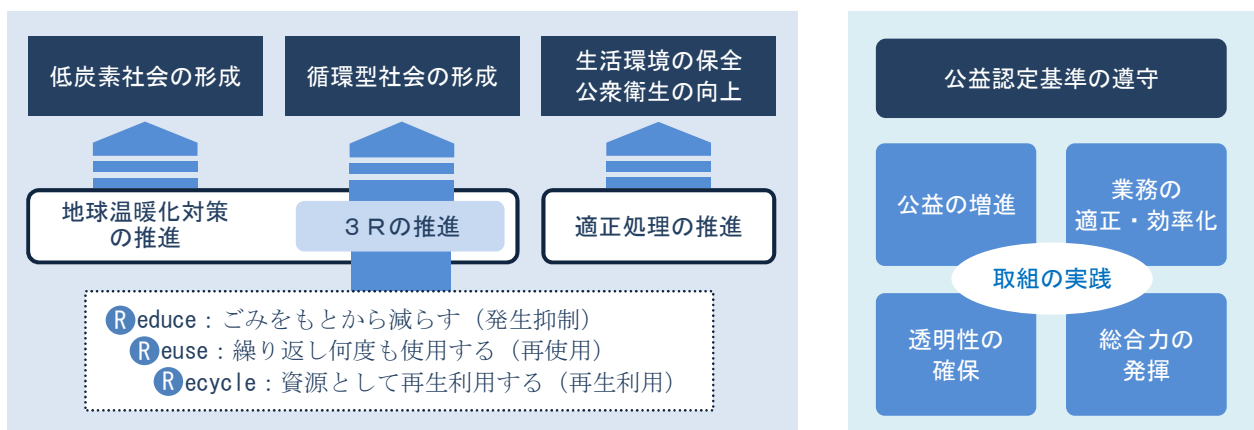 低炭素社会の形成
循環型社会の形成
生活環境の保全
公衆衛生の向上
地球温暖化対策
の推進
３Ｒの推進
適正処理の推進
Reduce：ごみをもとから減らす（発生抑制）
Reuse：繰り返し何度も使用する（再使用）
Recycle：資源として再生利用する（再生利用）
公益認定基準の遵守
公益の増進
業務の
適正・効率化
取組の実践
透明性の
確保
総合力の
発揮